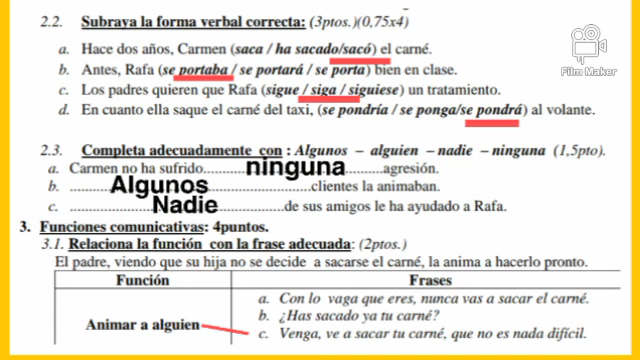 2.2. Subraya la forma verbal correcta: (3ptos.)(0,75x4)
a. Hace dos años, Carmen (saca / ha sacado/sacó) el carné.
b. Antes, Rafa (se portaba / se portará / se porta) bien en clase.
c. Los padres quieren que Rafa (sigue / siga / siguiese) un tratamiento.
d. En cuanto ella saque el carné del taxi, (se pondría / se ponga/se pondrá) al volante.
2.3. Completa adecuadamente con : Algunos – alguien – nadie – ninguna (1,5pto).
a. Carmen no ha sufrido...........ninguna...........agresión.
b. ...........Algunos...........clientes la animaban.
c. ...........Nadie...........de sus amigos le ha ayudado a Rafa.
3. Funciones comunicativas: 4puntos.
3.1. Relaciona la función con la frase adecuada: (2ptos.)
El padre, viendo que su hija no se decide a sacarse el carné, la anima a hacerlo pronto.
Función Frases
a. Con lo vaga que eres, nunca vas a sacar el carné.
b. ¿Has sacado ya tu carné?
Animar a alguien
c. Venga, ve a sacar tu carné, que no es nada difícil.
Film Maker